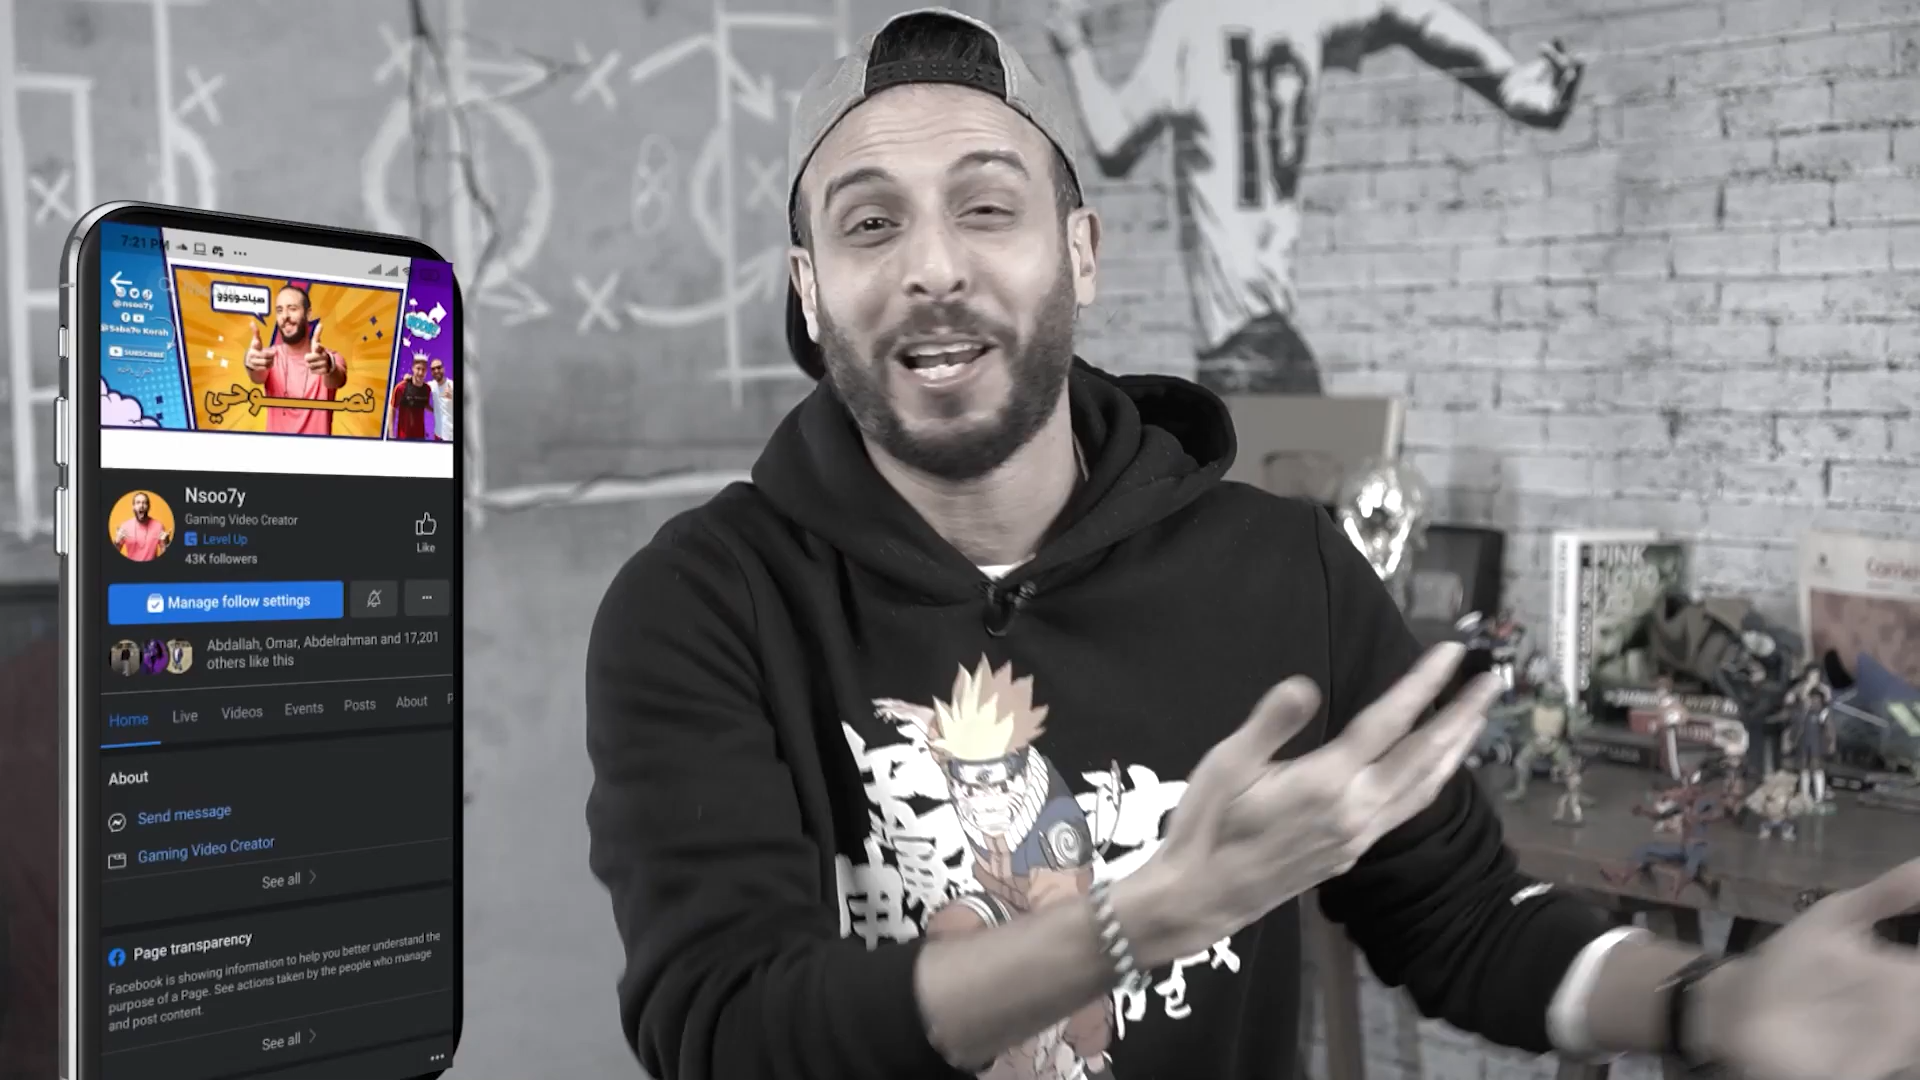 7:21 PM
صباحوووو
@nsoo7y
@Saba7o Korah
SUBSCRIBE
نصـــــوحي
Nsoo7y
Gaming Video Creator
Level Up
43K followers
Like
Manage follow settings
Abdallah, Omar, Abdelrahman and 17,201
others like this
Home
Live
Videos
Events
Posts
About
P
About
Send message
Gaming Video Creator
See all
Page transparency
Facebook is showing information to help you better understand the
purpose of a Page. See actions taken by the people who manage
and post content.
See all
10